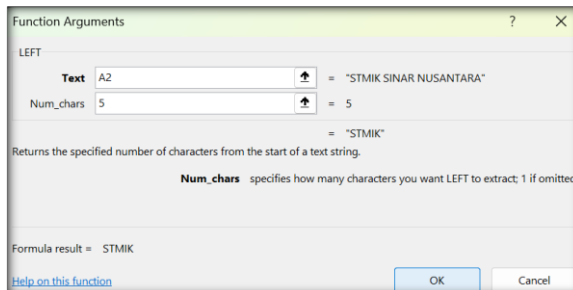 Function Arguments ? X
LEFT
Text A2 = "STMIK SINAR NUSANTARA"
Num_chars 5 = 5
= "STMIK"
Returns the specified number of characters from the start of a text string.
Num_chars specifies how many characters you want LEFT to extract; 1 if omitted
Formula result = STMIK
Help on this function OK Cancel